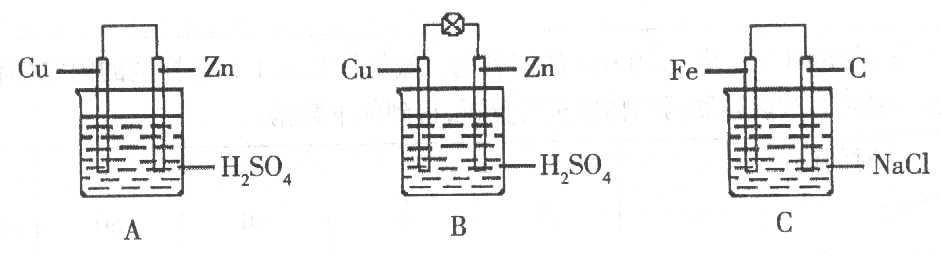 Cu Zn
H₂SO₄
A
Cu Zn
H₂SO₄
B
Fe C
NaCl
C